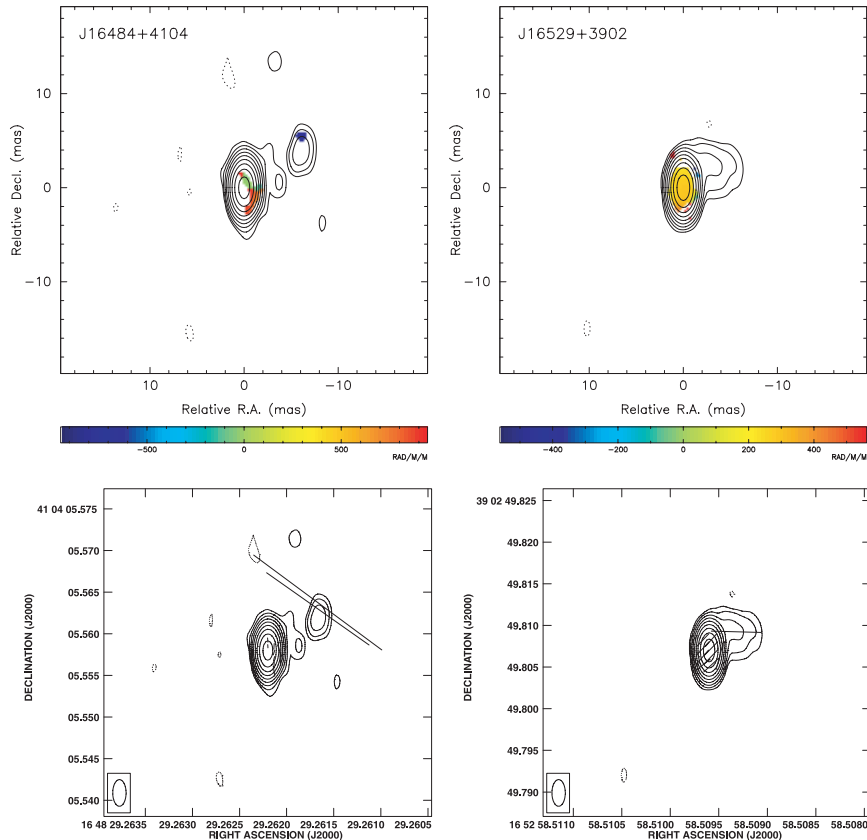 J16484+4104
J16529+3902
Relative Decl. (mas)
10
0
−10
10
0
−10
Relative R.A. (mas)
Relative Decl. (mas)
10
0
−10
10
0
−10
Relative R.A. (mas)
−500
0
500
RAD/M/M
−400
−200
0
200
400
RAD/M/M
DECLINATION (J2000)
41 04 05.575
05.570
05.565
05.560
05.555
05.550
05.545
05.540
16 48 29.2635 29.2630 29.2625 29.2620 29.2615 29.2610 29.2605
RIGHT ASCENSION (J2000)
DECLINATION (J2000)
39 02 49.825
49.820
49.815
49.810
49.805
49.800
49.795
49.790
16 52 58.5110 58.5105 58.5100 58.5095 58.5090 58.5085 58.5080
RIGHT ASCENSION (J2000)